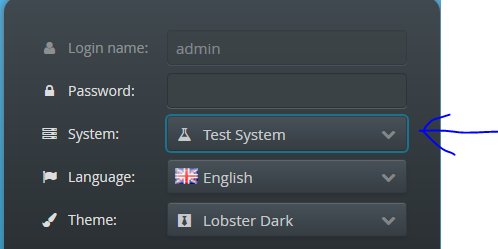 Login name: admin
Password:
System: Test System
Language: English
Theme: Lobster Dark